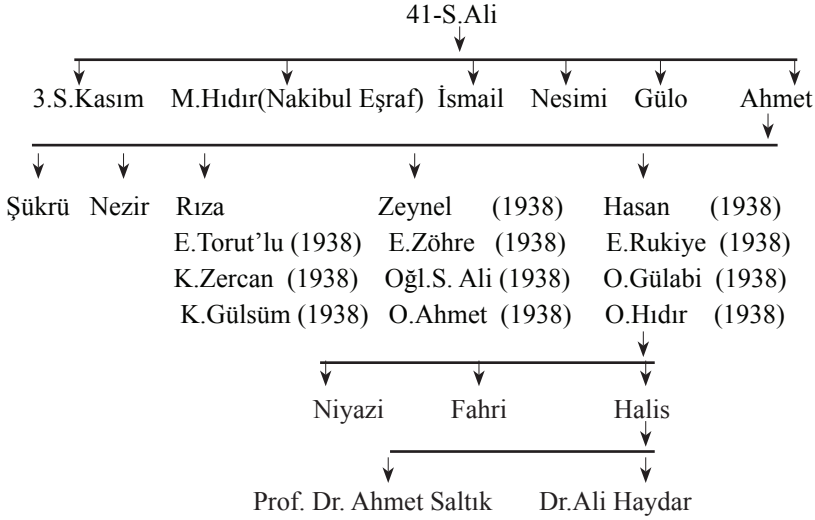 41-S.Ali
3.S.Kasım M.Hıdır(Nakibul Eşraf) İsmail Nesimi Gülo Ahmet
Şükrü Nezir Rıza Zeynel (1938) Hasan (1938)
E.Torut’lu (1938) E.Zöhre (1938) E.Rukiye (1938)
K.Zercan (1938) Oğl.S. Ali (1938) O.Gülabi (1938)
K.Gülsüm (1938) O.Ahmet (1938) O.Hıdır (1938)
Niyazi Fahri Halis
Prof. Dr. Ahmet Saltık Dr.Ali Haydar